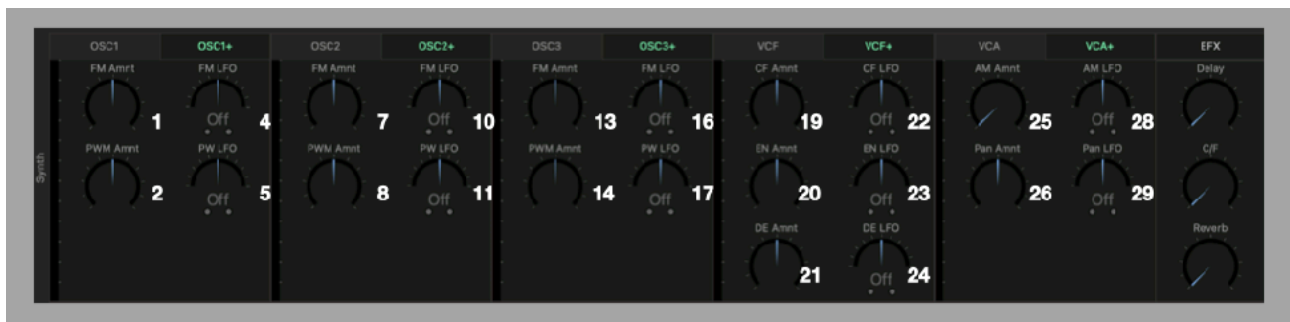 OSC1 OSC1+ OSC2 OSC2+ OSC3 OSC3+ VCF VCF+ VCA VCA+ EFX
FM Amnt FM LFO FM Amnt FM LFO FM Amnt FM LFO CF Amnt CF LFO AM Amnt AM LFO Delay
1 Off 4 7 Off 10 13 Off 16 19 Off 22 25 Off 28
PWM Amnt PW LFO PWM Amnt PW LFO PWM Amnt PW LFO EN Amnt EN LFO Pan Amnt Pan LFO C/F
Synth
2 Off 5 8 Off 11 14 Off 17 20 Off 23 26 Off 29
DE Amnt DE LFO Reverb
21 Off 24